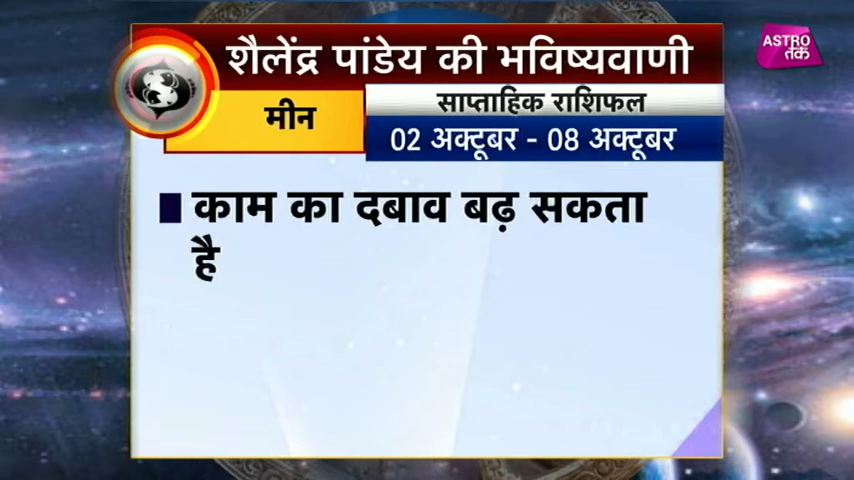 शैलेंद्र पांडेय की भविष्यवाणी
ASTRO
तक
मीन
साप्ताहिक राशिफल
02 अक्टूबर - 08 अक्टूबर
काम का दबाव बढ़ सकता
है